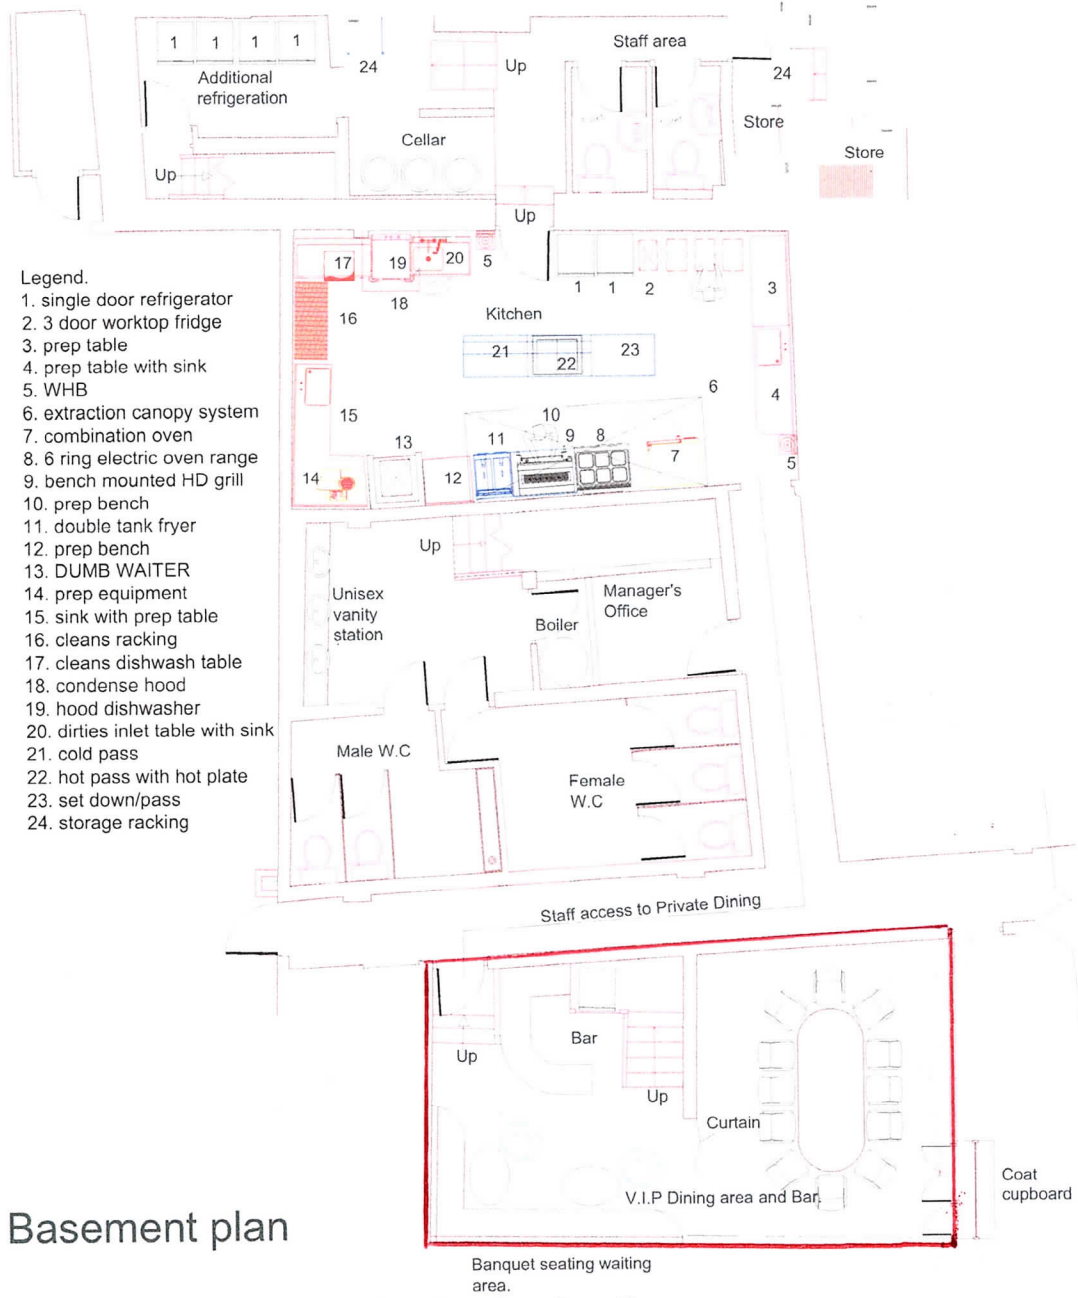 1 1 1 1
24
Additional
refrigeration
Up
Staff area
24
Cellar
Store
Store
Up
Up
17
19
20
5
18
16
Kitchen
1 1 2
3
21
22
23
6
4
15
10
13
11
9
8
7
12
14
5
Legend.
1. single door refrigerator
2. 3 door worktop fridge
3. prep table
4. prep table with sink
5. WHB
6. extraction canopy system
7. combination oven
8. 6 ring electric oven range
9. bench mounted HD grill
10. prep bench
11. double tank fryer
12. prep bench
13. DUMB WAITER
14. prep equipment
15. sink with prep table
16. cleans racking
17. cleans dishwash table
18. condense hood
19. hood dishwasher
20. dirties inlet table with sink
21. cold pass
22. hot pass with hot plate
23. set down/pass
24. storage racking
Up
Unisex
vanity
station
Boiler
Manager's
Office
Male W.C
Female
W.C
Staff access to Private Dining
Up
Bar
Up
Curtain
V.I.P Dining area and Bar.
Coat
cupboard
Basement plan
Banquet seating waiting
area.